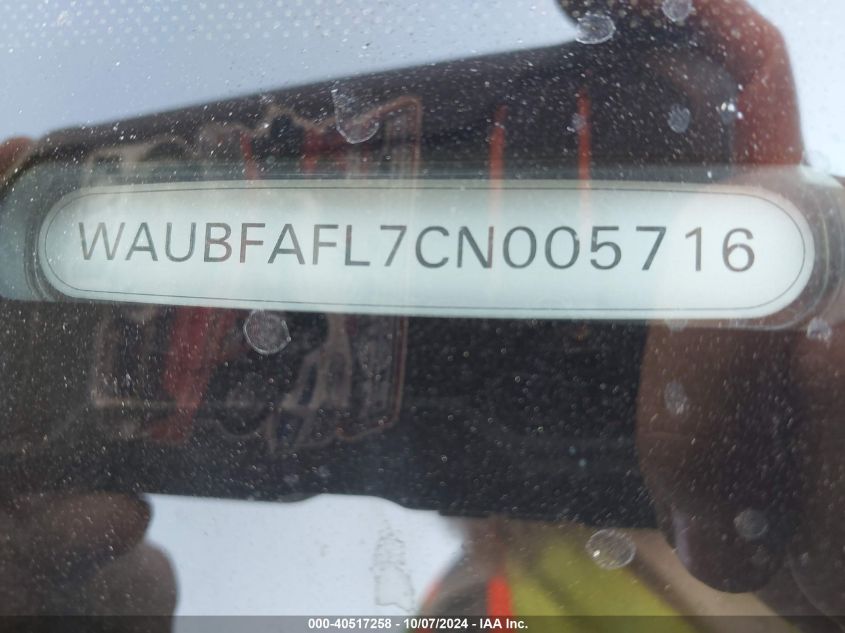 WAUBFAFL7CN005716
000-40517258 - 10/07/2024 - IAA Inc.